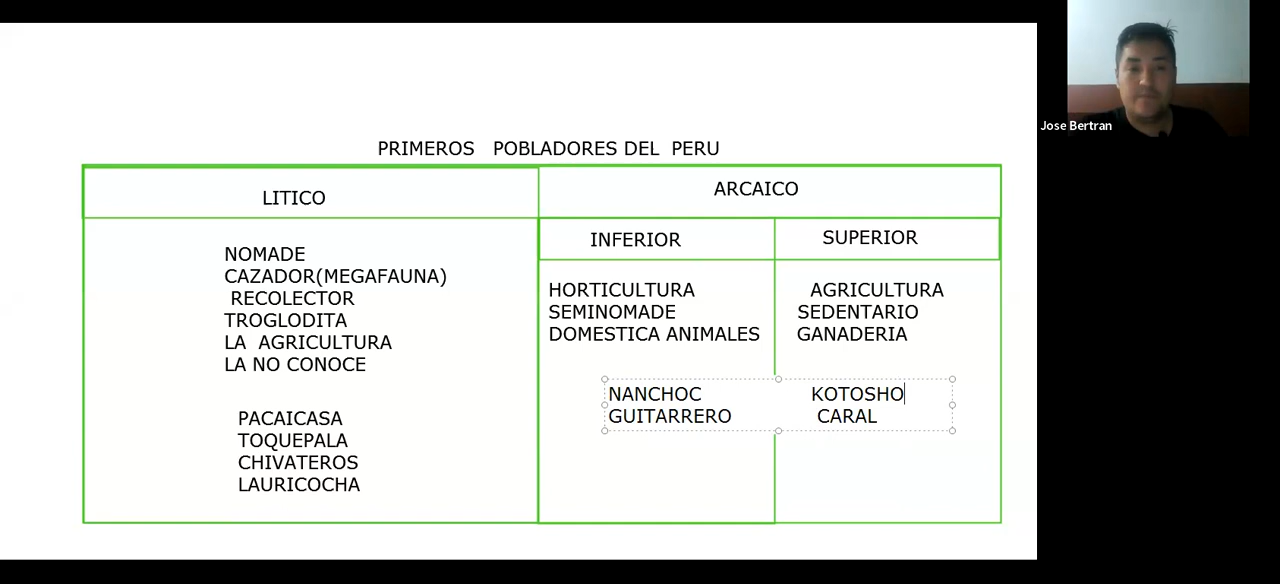 PRIMEROS POBLADORES DEL PERU
LITICO
ARCAICO
INFERIOR
SUPERIOR
NOMADE
CAZADOR(MEGAFAUNA)
RECOLECTOR
TROGLODITA
LA AGRICULTURA
LA NO CONOCE
PACAICASA
TOQUEPALA
CHIVATEROS
LAURICOCHA
HORTICULTURA
SEMINOMADE
DOMESTICA ANIMALES
AGRICULTURA
SEDENTARIO
GANADERIA
NANCHOC KOTOSHO
GUITARRERO CARAL
Jose Bertran